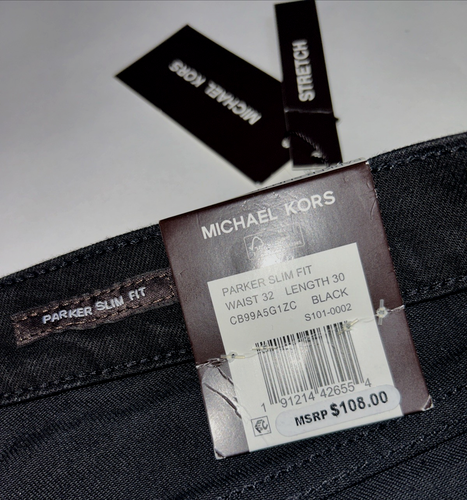 MICHAEL KORS
STRETCH
MICHAEL KORS
PARKER SLIM FIT
WAIST 32 LENGTH 30
CB99A5G1ZC BLACK
S101-0002
PARKER SLIM FIT
1 91214 42655 4
MSRP $108.00